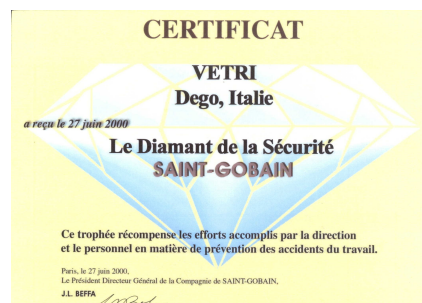 CERTIFICAT
VETRI
Dego, Italie
a reçu le 27 juin 2000
Le Diamant de la Sécurité
SAINT-GOBAIN
Ce trophée récompense les efforts accomplis par la direction
et le personnel en matière de prévention des accidents du travail.
Paris, le 27 juin 2000,
Le Président Directeur Général de la Compagnie de SAINT-GOBAIN,
J.L. BEFFA